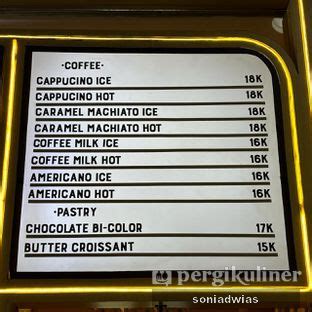 ·COFFEE·
CAPPUCINO ICE 18K
CAPPUCINO HOT 18K
CARAMEL MACHIATO ICE 18K
CARAMEL MACHIATO HOT 18K
COFFEE MILK ICE 16K
COFFEE MILK HOT 16K
AMERICANO ICE 16K
AMERICANO HOT 16K
·PASTRY
CHOCOLATE BI-COLOR 17K
BUTTER CROISSANT 15K
pergikuliner
soniadwias